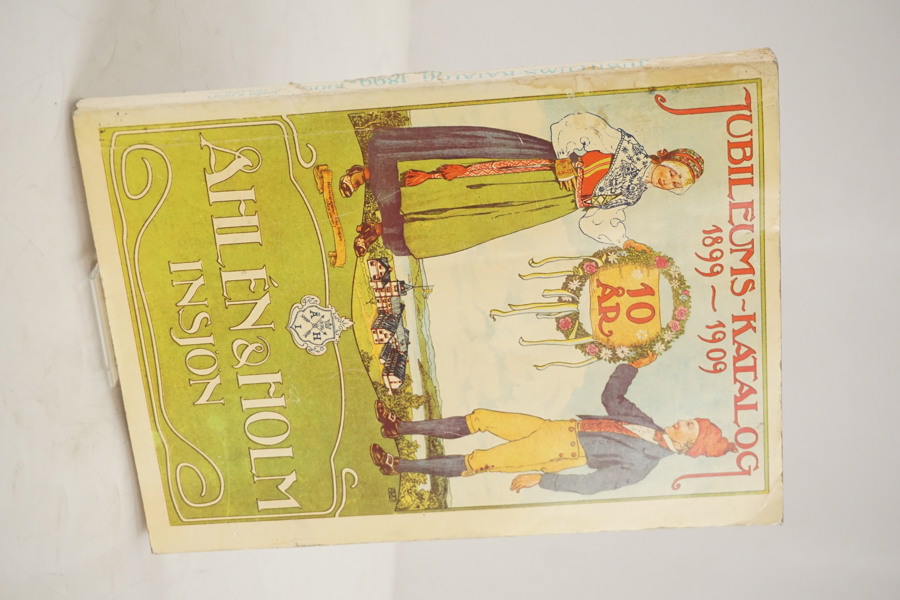 JUBILEUMS-KATALOG
1899 – 1909
10
ÅR
Å H
I
ÅHLÉN & HOLM
INSJÖN